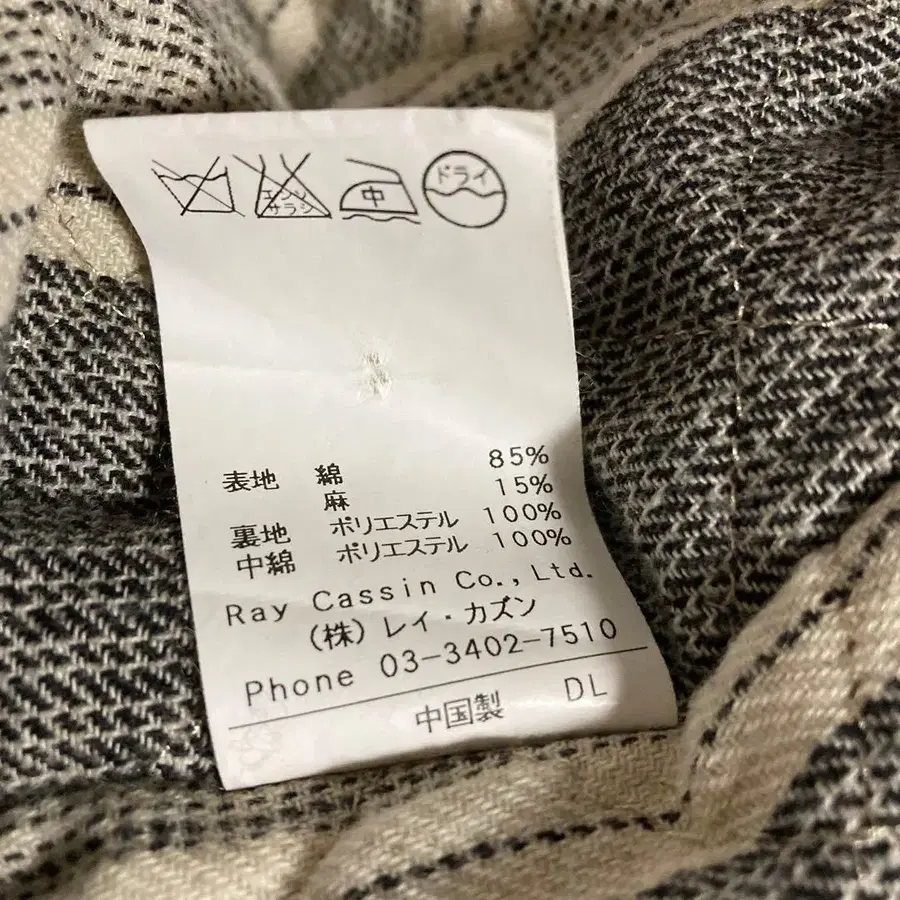 エンソ
サラシ
中
ドライ
表地 綿 85%
麻 15%
裏地 ポリエステル 100%
中綿 ポリエステル 100%
Ray Cassin Co., Ltd.
(株) レイ・カズン
Phone 03-3402-7510
中国製 DL